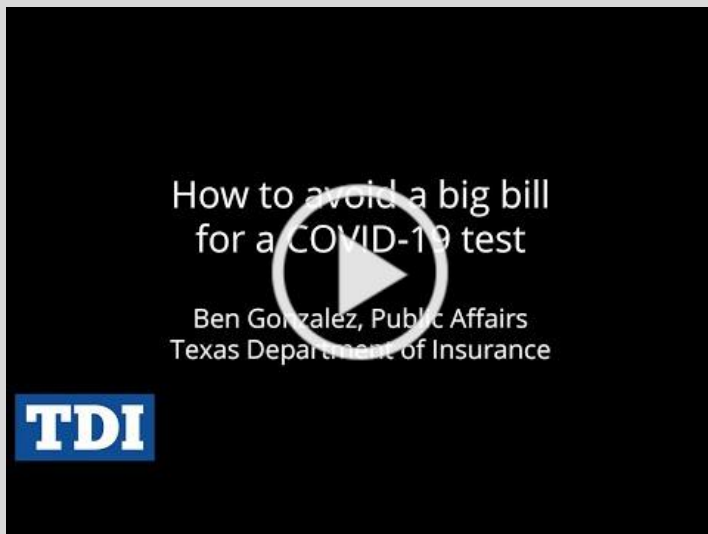 How to avoid a big bill
for a COVID-19 test
Ben Gonzalez, Public Affairs
Texas Department of Insurance
TDI